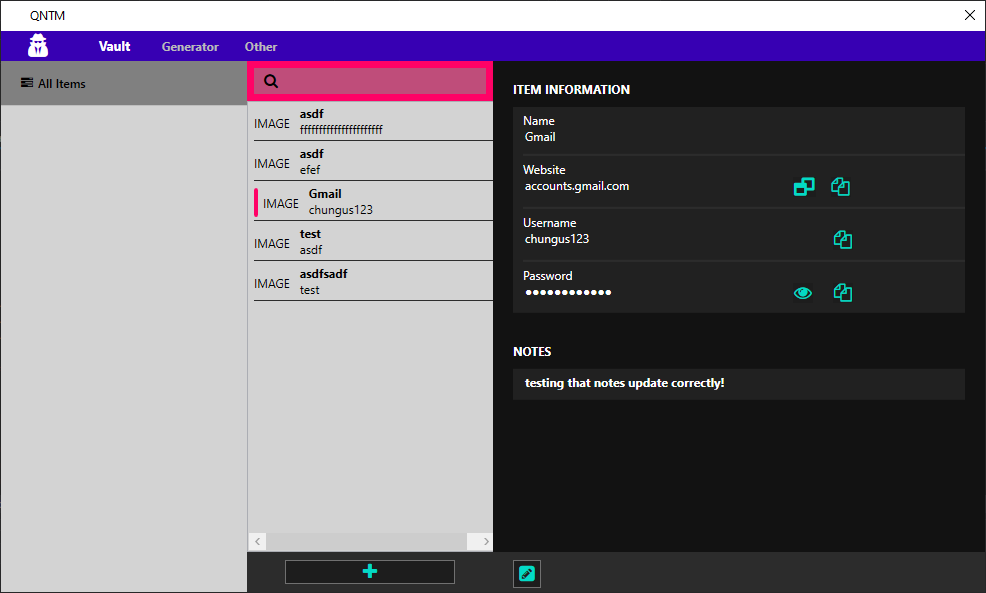 QNTM
Vault Generator Other
All Items
asdf
IMAGE
ffffffffffffffffffffff
asdf
IMAGE
efef
Gmail
IMAGE
chungus123
test
IMAGE
asdf
asdfsadf
IMAGE
test
ITEM INFORMATION
Name
Gmail
Website
accounts.gmail.com
Username
chungus123
Password
••••••••••••
NOTES
testing that notes update correctly!